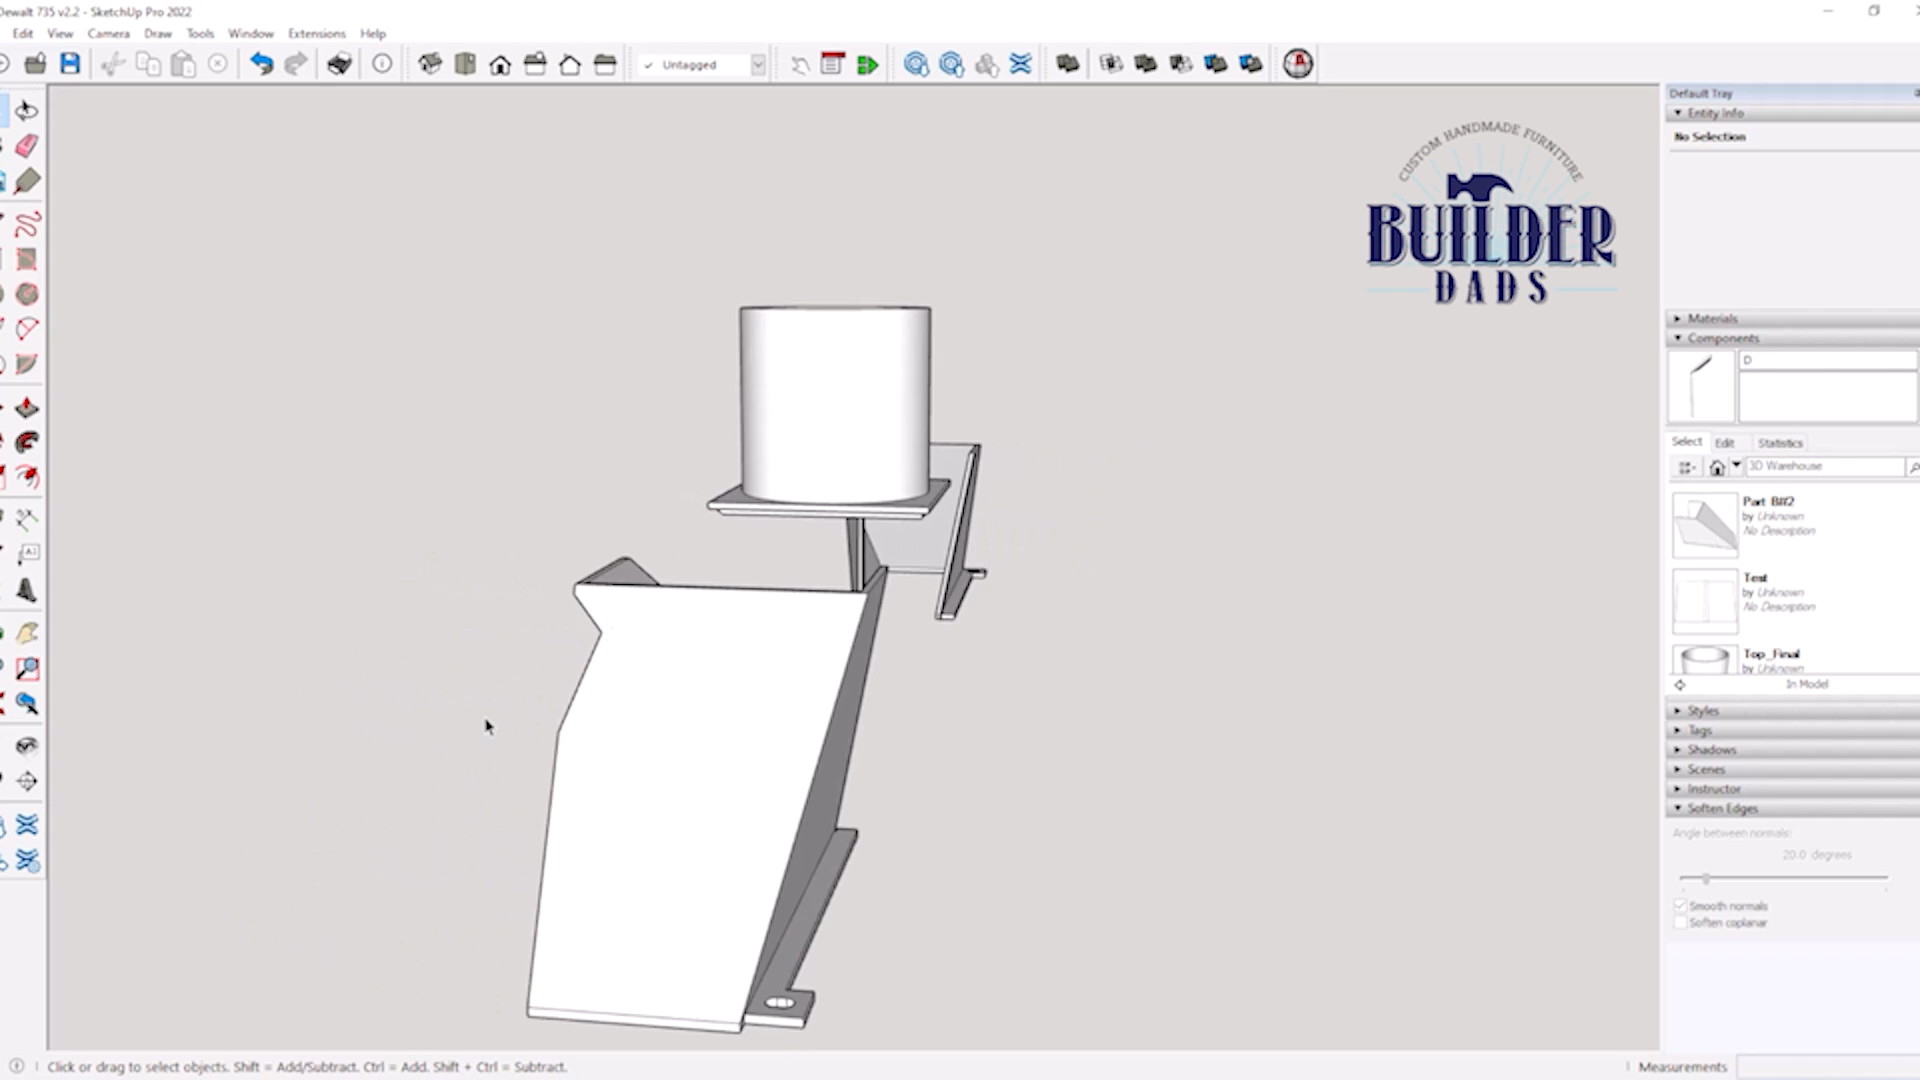 Dewalt 735 v2.2 - SketchUp Pro 2022
Edit View Camera Draw Tools Window Extensions Help
Untagged
Default Tray
Entity Info
No Selection
CUSTOM HANDMADE FURNITURE
BUILDER
DADS
Materials
Components
D
Select Edit Statistics
3D Warehouse
Part B#2
by Unknown
No Description
Test
by Unknown
No Description
Top_Final
by Unknown
In Model
Styles
Tags
Shadows
Scenes
Instructor
Soften Edges
Angle between normals:
20.0 degrees
Smooth normals
Soften coplanar
Click or drag to select objects. Shift = Add/Subtract. Ctrl = Add. Shift + Ctrl = Subtract.
Measurements